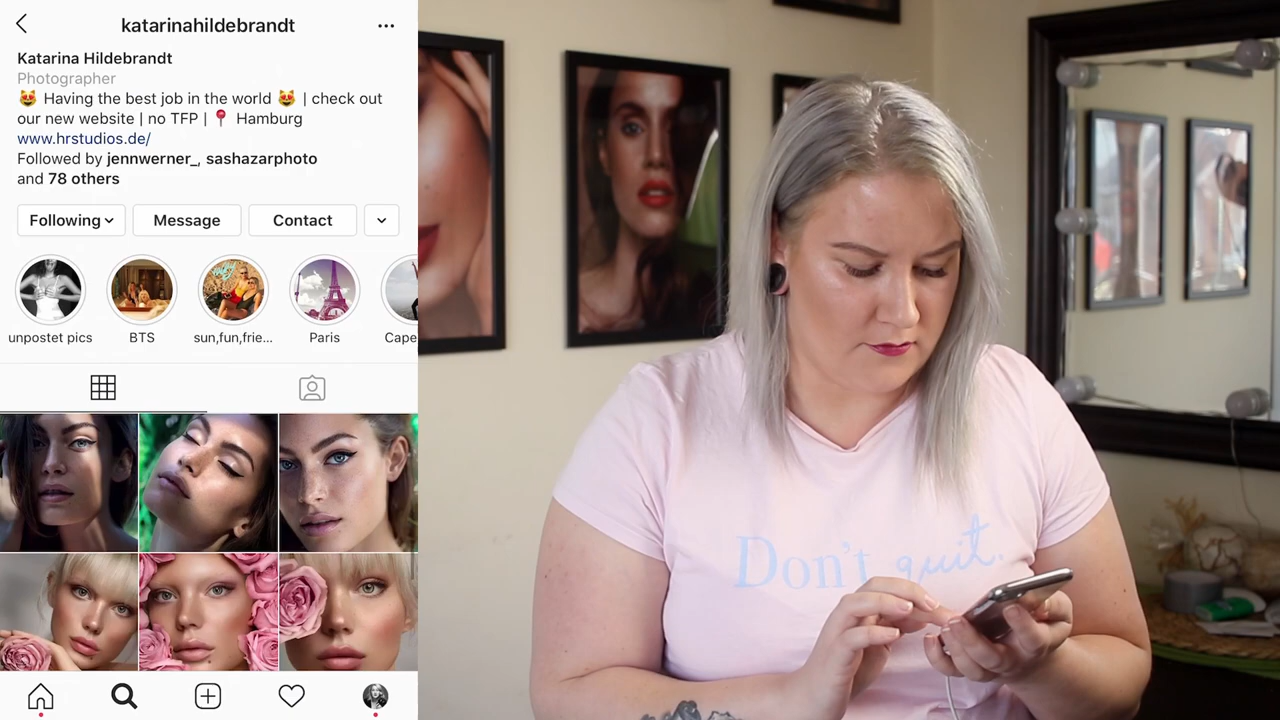 katarinahildebrandt
Katarina Hildebrandt
Photographer
😻 Having the best job in the world 😻 | check out
our new website | no TFP | 📍 Hamburg
www.hrstudios.de/
Followed by jennwerner_, sashazarphoto
and 78 others
Following
Message
Contact
unpostet pics
BTS
sun,fun,frie...
Paris
Cape
Don't quit.